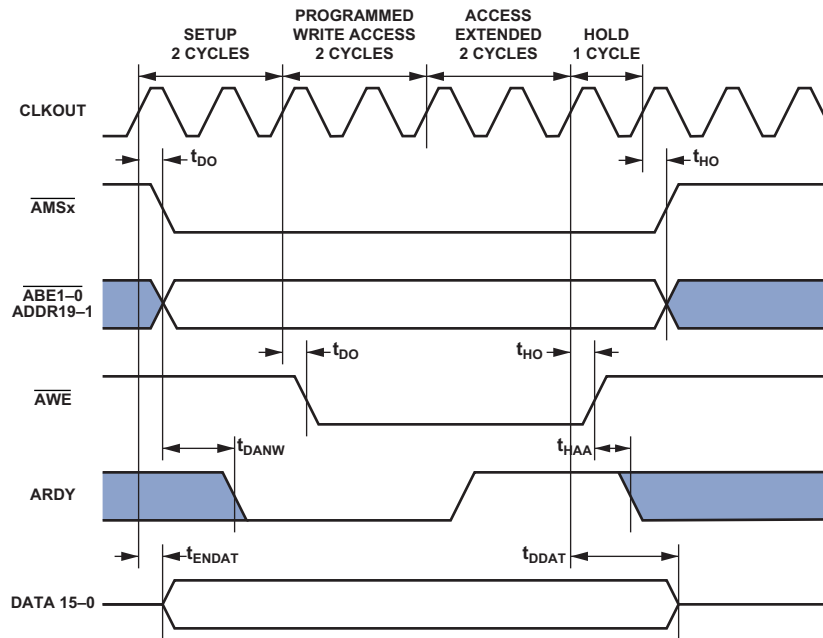 SETUP
2 CYCLES
PROGRAMMED
WRITE ACCESS
2 CYCLES
ACCESS
EXTENDED
2 CYCLES
HOLD
1 CYCLE
CLKOUT
tDO
tHO
AMSx
ABE1–0
ADDR19–1
tDO
tHO
AWE
tDANW
tHAA
ARDY
tENDAT
tDDAT
DATA 15–0